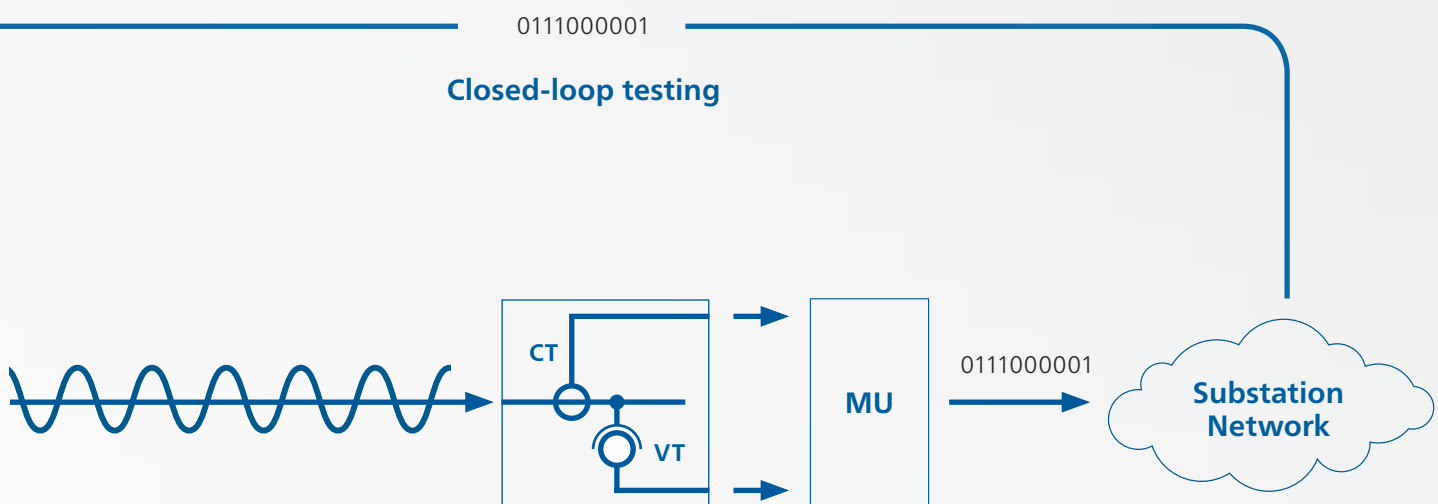 0111000001
Closed-loop testing
CT
VT
MU
0111000001
Substation
Network